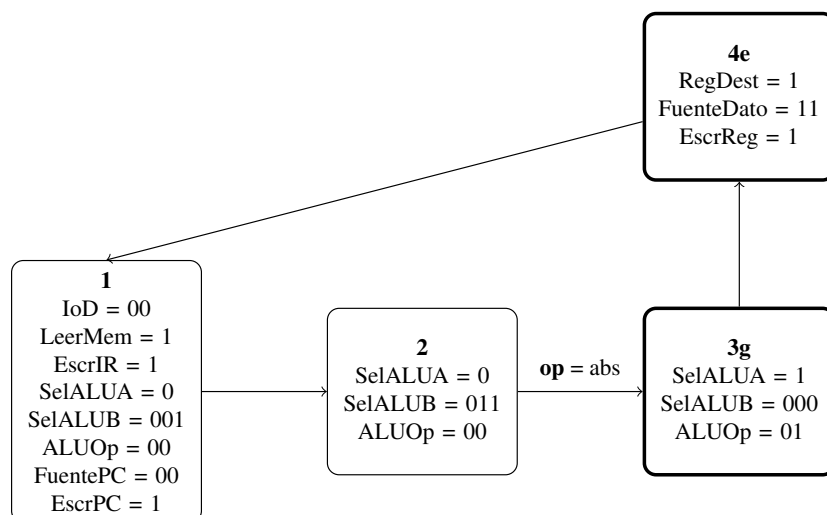 4e
RegDest = 1
FuenteDato = 11
EscrReg = 1
1
IoD = 00
LeerMem = 1
EscrIR = 1
SelALUA = 0
SelALUB = 001
ALUOp = 00
FuentePC = 00
EscrPC = 1
2
SelALUA = 0
SelALUB = 011
ALUOp = 00
op = abs
3g
SelALUA = 1
SelALUB = 000
ALUOp = 01